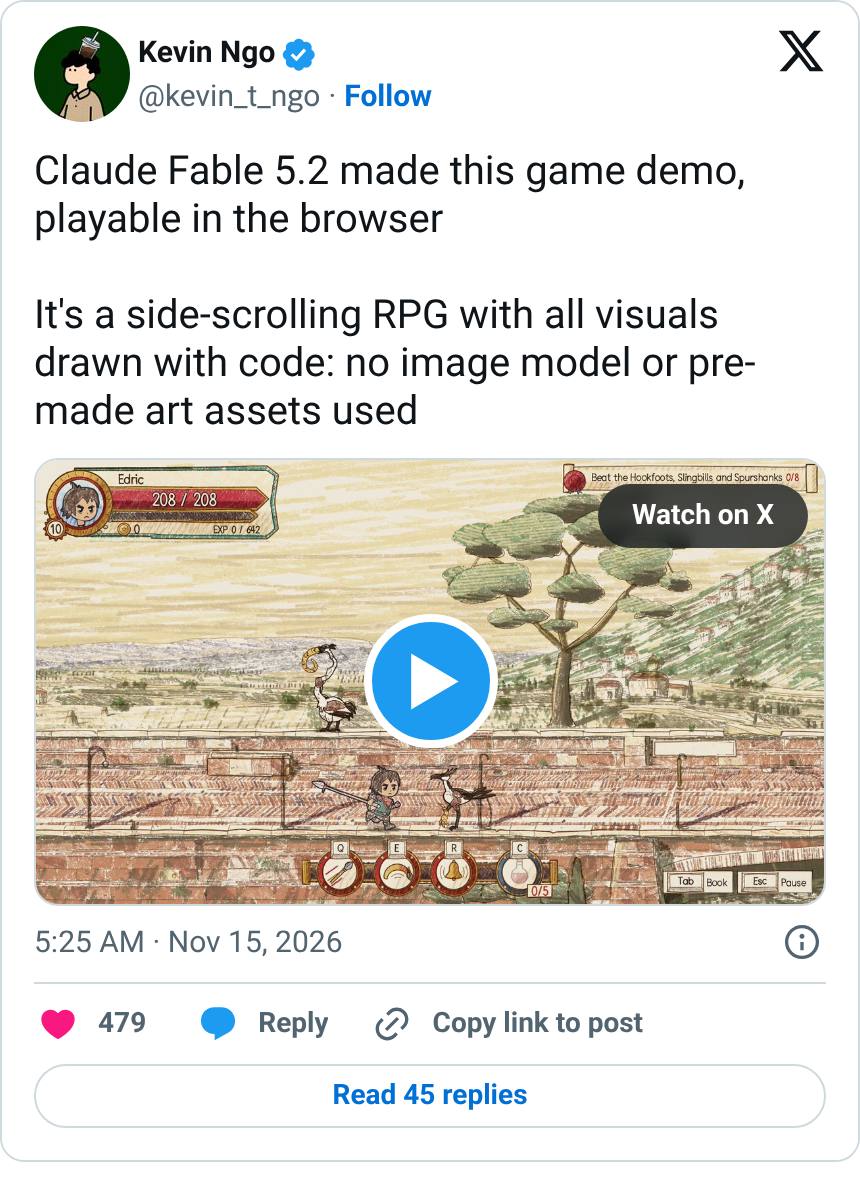 Kevin Ngo
@kevin_t_ngo · Follow
Claude Fable 5.2 made this game demo,
playable in the browser
It's a side-scrolling RPG with all visuals
drawn with code: no image model or pre-
made art assets used
Edric
208 / 208
10
0
EXP 0 / 642
Beat the Hookfoots, Slingbills and Spurshanks 0/8
Watch on X
Q
E
R
C
0/5
Tab Book
Esc Pause
5:25 AM · Nov 15, 2026
479
Reply
Copy link to post
Read 45 replies